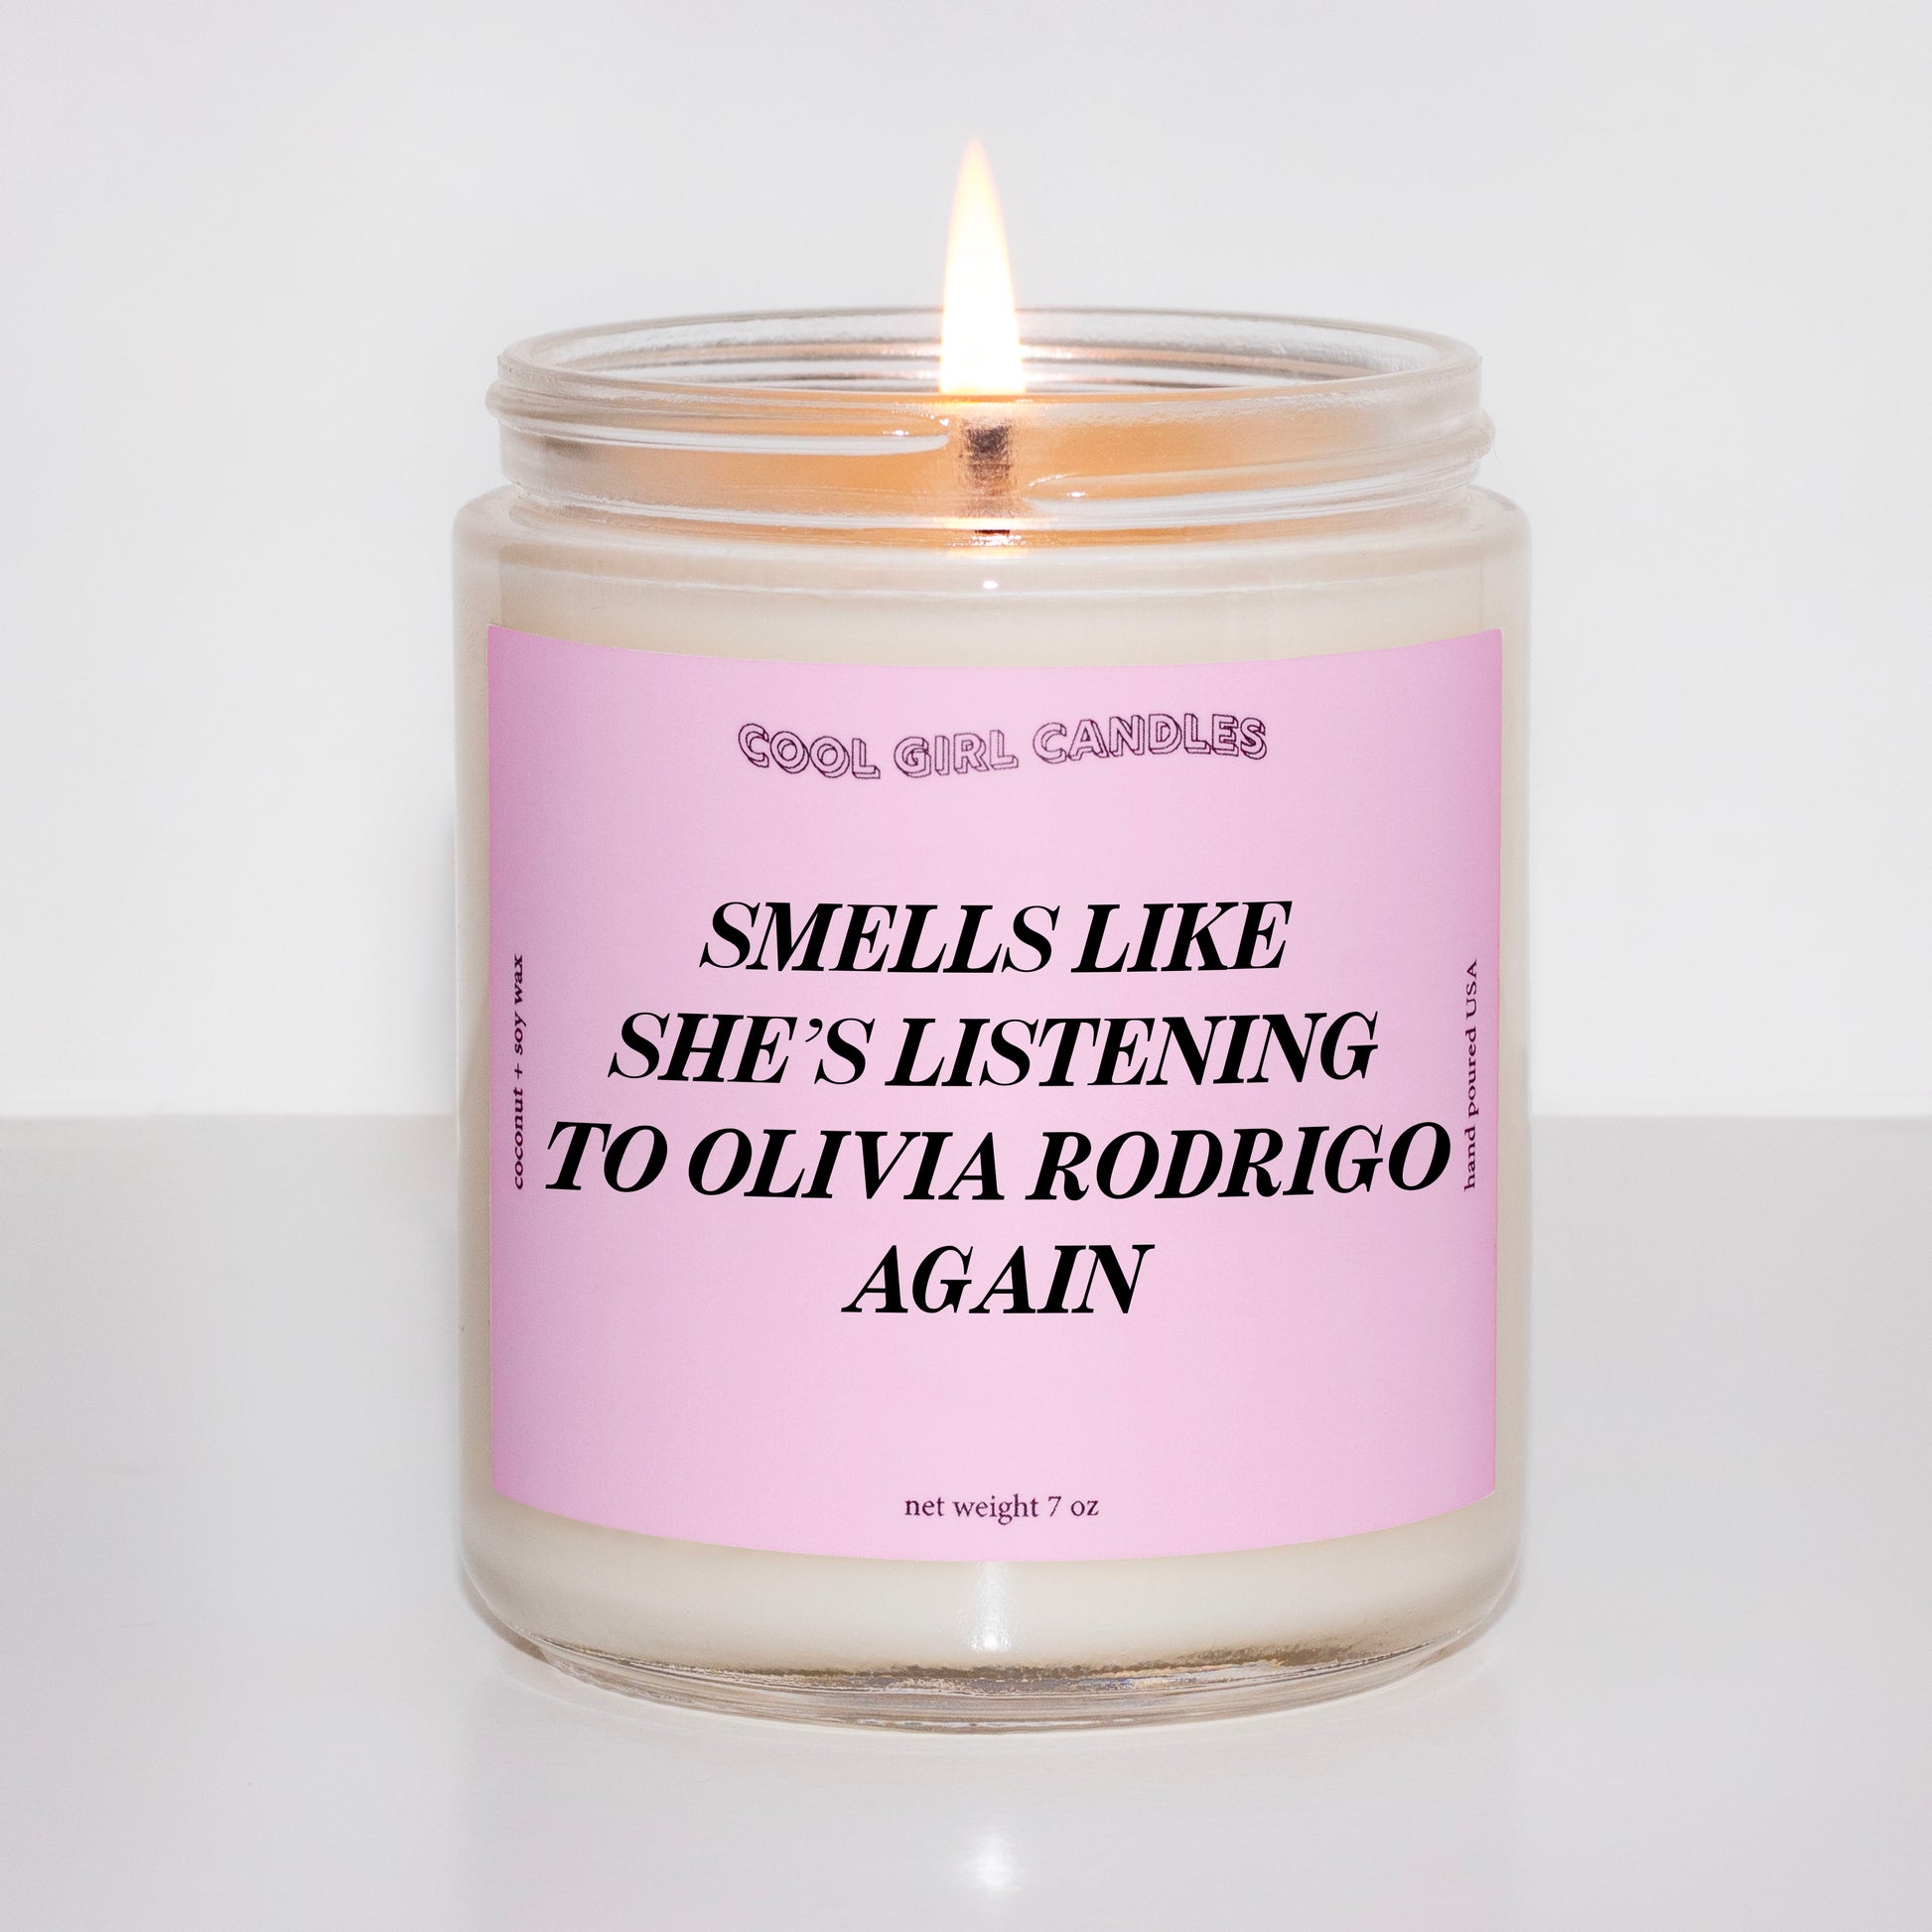 COOL GIRL CANDLES
SMELLS LIKE
SHE'S LISTENING
TO OLIVIA RODRIGO
AGAIN
coconut + soy wax
hand poured USA
net weight 7 oz